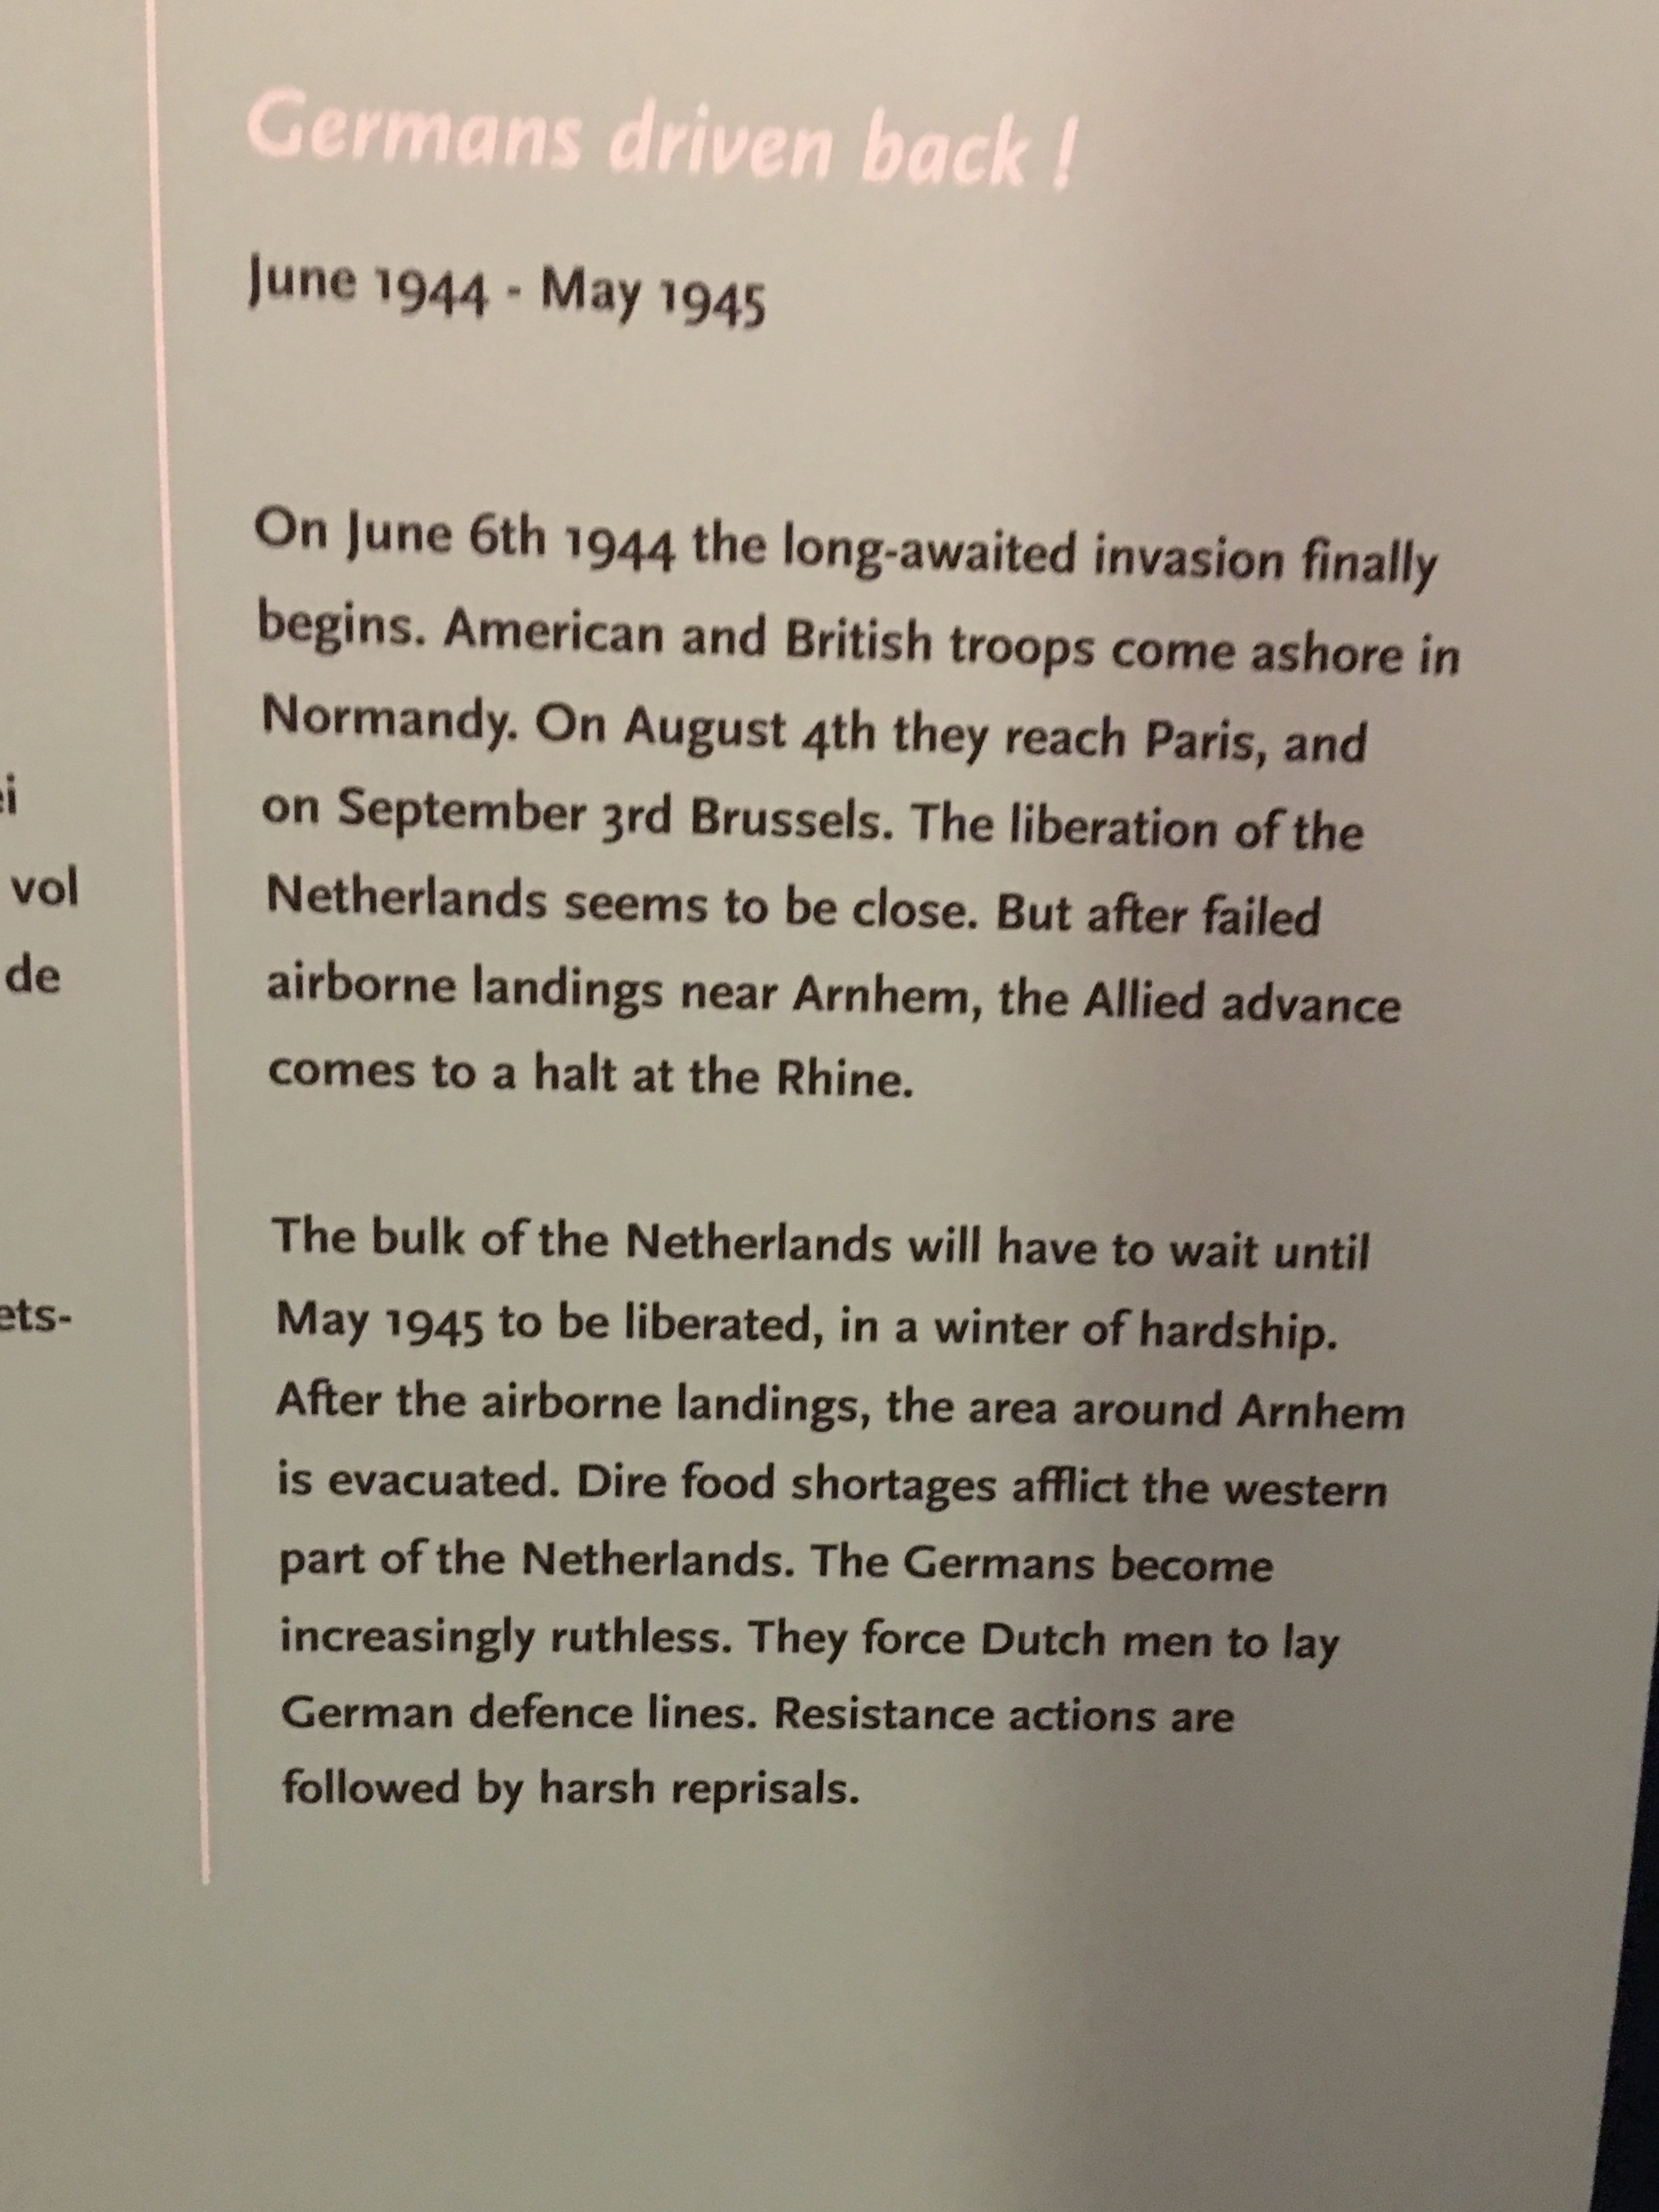 Germans driven back !
June 1944 - May 1945
On June 6th 1944 the long-awaited invasion finally
begins. American and British troops come ashore in
Normandy. On August 4th they reach Paris, and
on September 3rd Brussels. The liberation of the
Netherlands seems to be close. But after failed
airborne landings near Arnhem, the Allied advance
comes to a halt at the Rhine.
The bulk of the Netherlands will have to wait until
May 1945 to be liberated, in a winter of hardship.
After the airborne landings, the area around Arnhem
is evacuated. Dire food shortages afflict the western
part of the Netherlands. The Germans become
increasingly ruthless. They force Dutch men to lay
German defence lines. Resistance actions are
followed by harsh reprisals.
vol
de